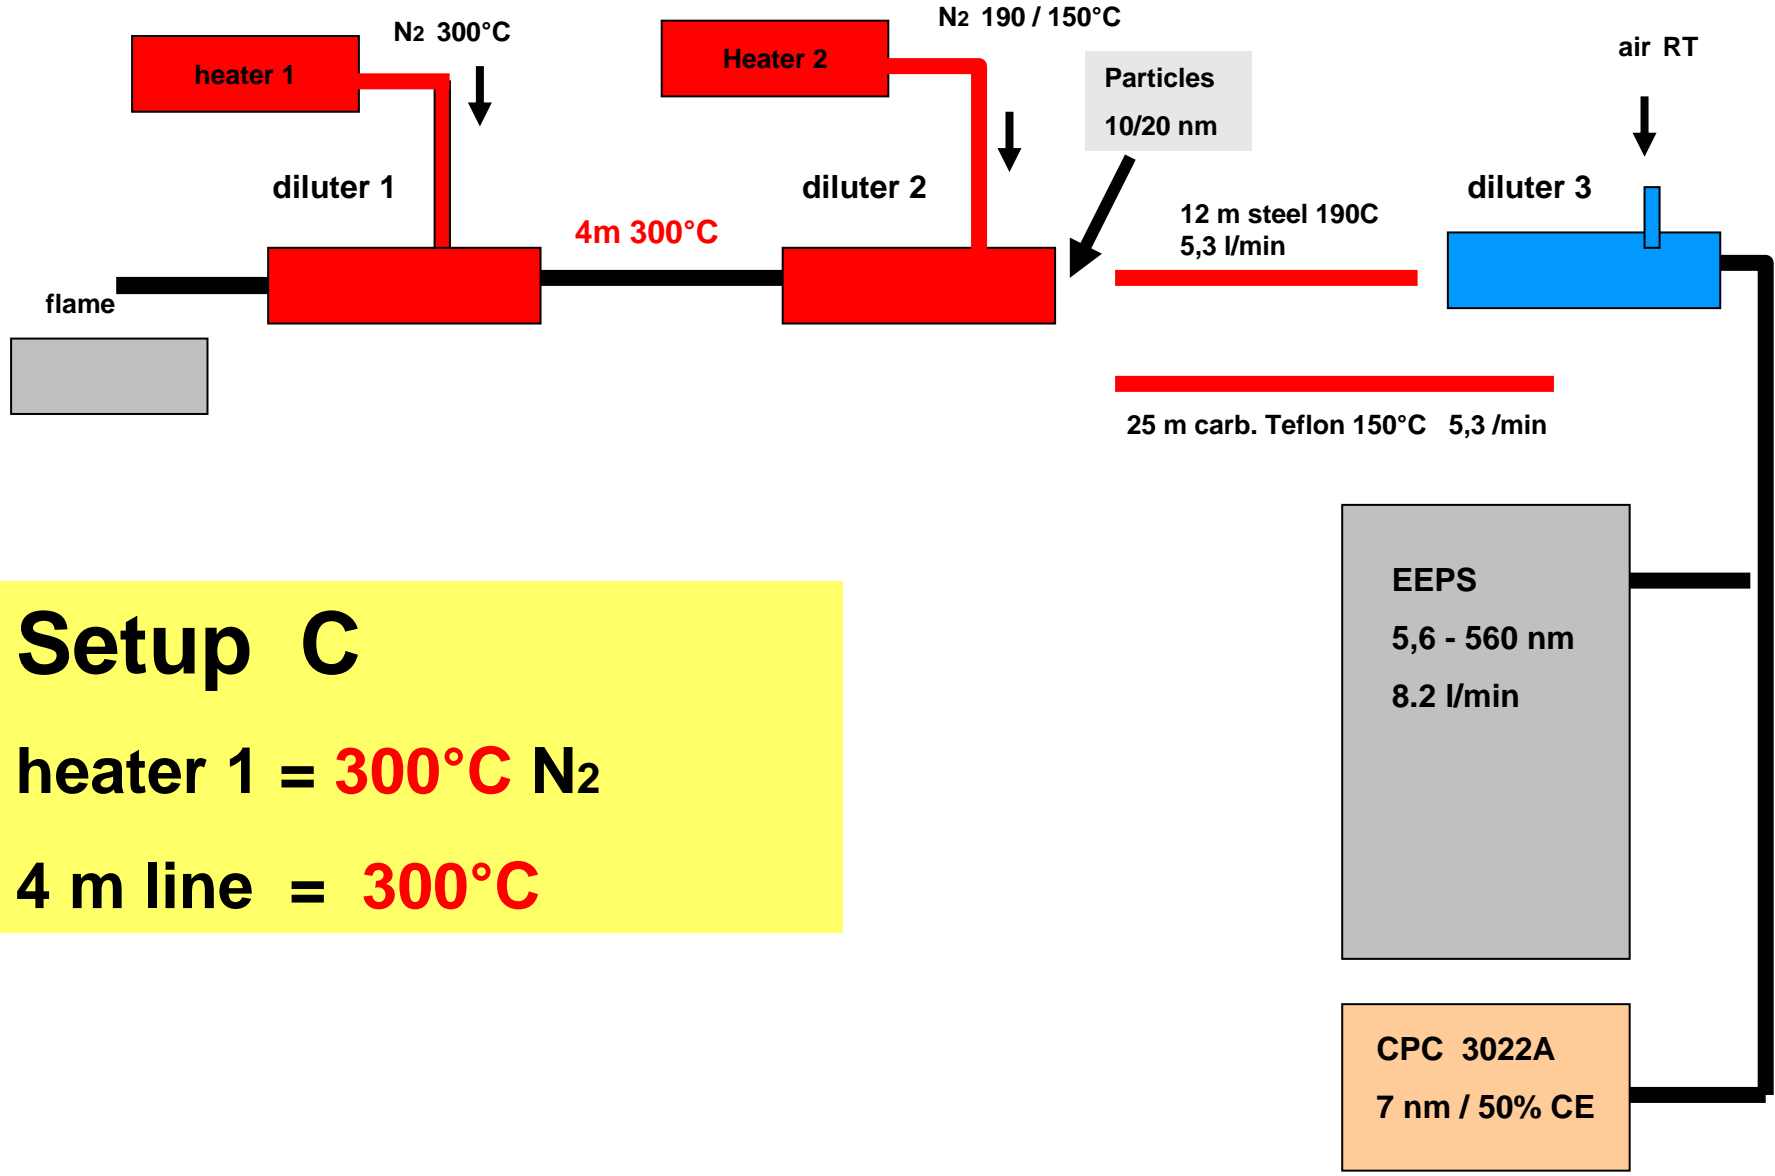 N2 190 / 150°C
N2 300°C
air RT
heater 1
Heater 2
Particles
10/20 nm
diluter 1
diluter 2
diluter 3
12 m steel 190C
5,3 l/min
4m 300°C
flame
25 m carb. Teflon 150°C 5,3 /min
EEPS
5,6 - 560 nm
8.2 l/min
Setup C
heater 1 = 300°C N2
4 m line = 300°C
CPC 3022A
7 nm / 50% CE